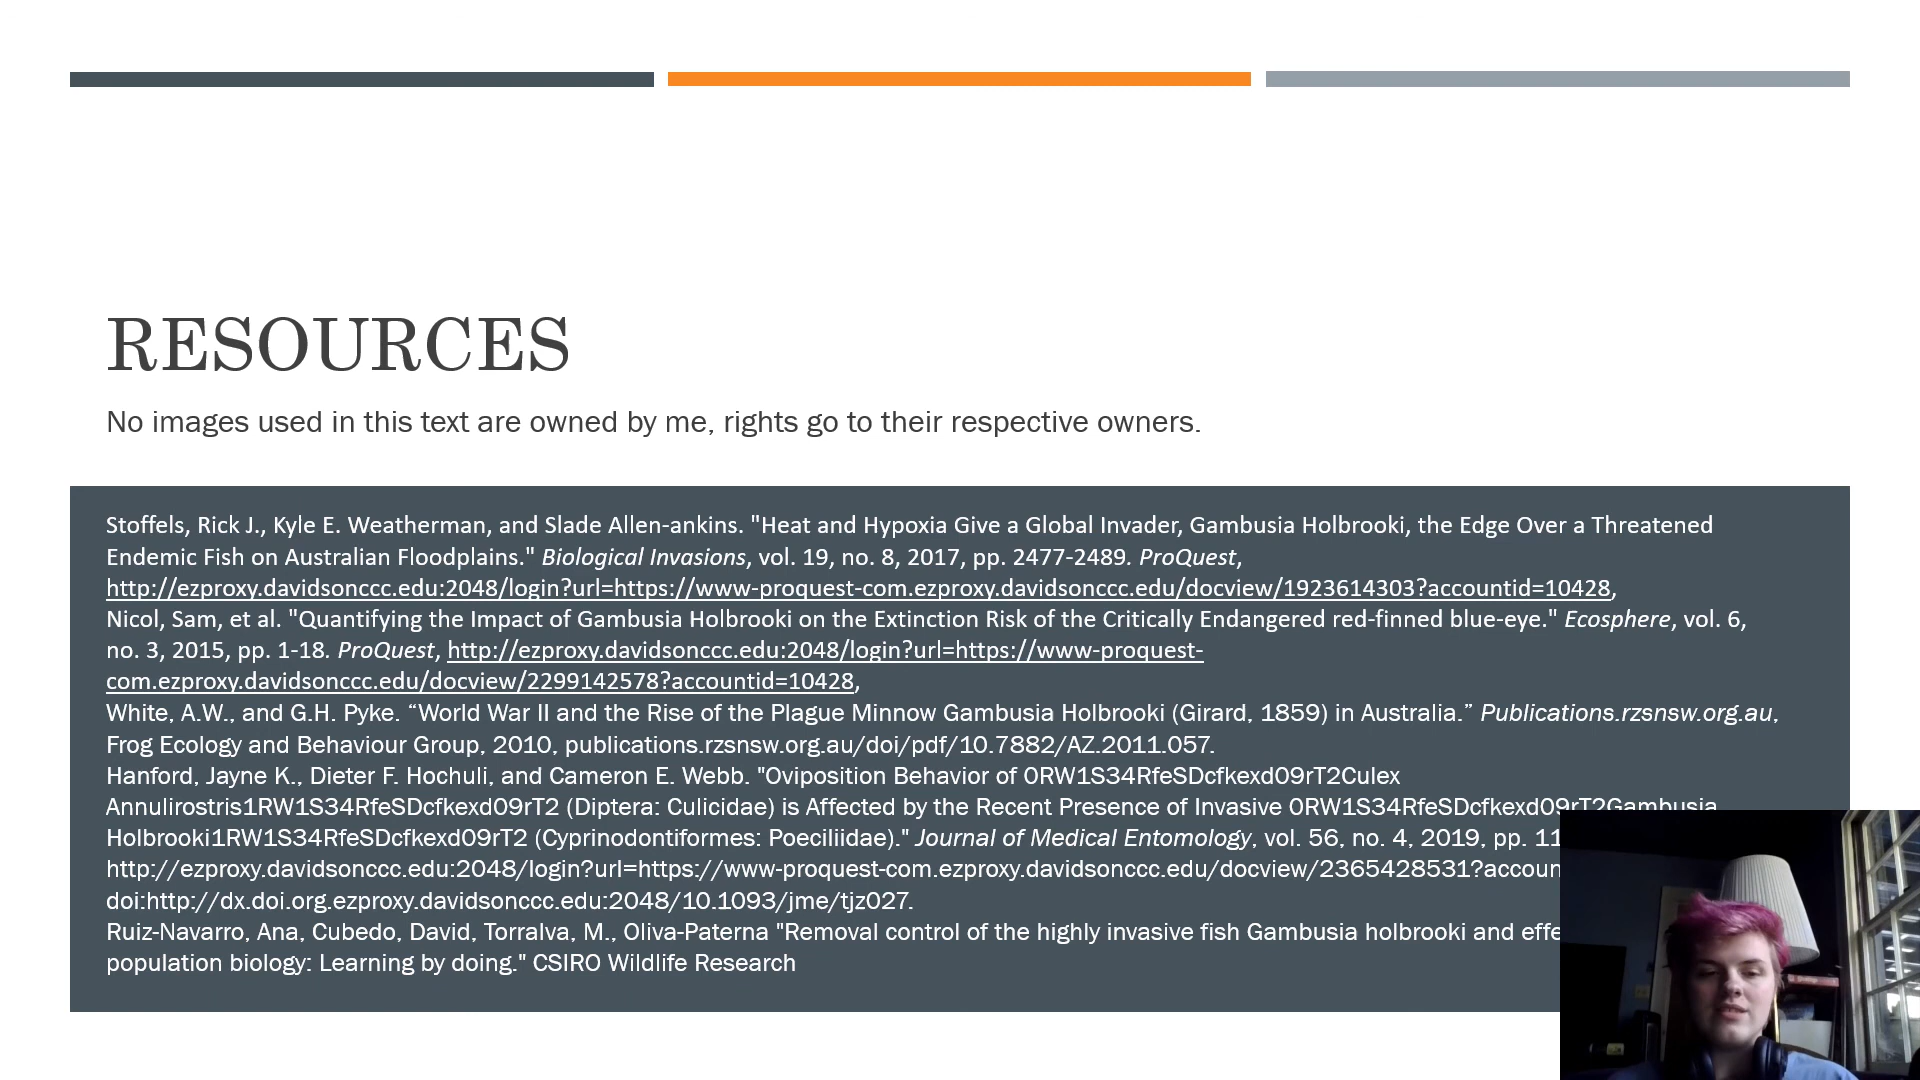 RESOURCES
No images used in this text are owned by me, rights go to their respective owners.
Stoffels, Rick J., Kyle E. Weatherman, and Slade Allen-ankins. "Heat and Hypoxia Give a Global Invader, Gambusia Holbrooki, the Edge Over a Threatened
Endemic Fish on Australian Floodplains." Biological Invasions, vol. 19, no. 8, 2017, pp. 2477-2489. ProQuest,
http://ezproxy.davidsonccc.edu:2048/login?url=https://www-proquest-com.ezproxy.davidsonccc.edu/docview/1923614303?accountid=10428,
Nicol, Sam, et al. "Quantifying the Impact of Gambusia Holbrooki on the Extinction Risk of the Critically Endangered red-finned blue-eye." Ecosphere, vol. 6,
no. 3, 2015, pp. 1-18. ProQuest, http://ezproxy.davidsonccc.edu:2048/login?url=https://www-proquest-
com.ezproxy.davidsonccc.edu/docview/2299142578?accountid=10428,
White, A.W., and G.H. Pyke. “World War II and the Rise of the Plague Minnow Gambusia Holbrooki (Girard, 1859) in Australia.” Publications.rzsnsw.org.au,
Frog Ecology and Behaviour Group, 2010, publications.rzsnsw.org.au/doi/pdf/10.7882/AZ.2011.057.
Hanford, Jayne K., Dieter F. Hochuli, and Cameron E. Webb. "Oviposition Behavior of 0RW1S34RfeSDcfkexd09rT2Culex
Annulirostris1RW1S34RfeSDcfkexd09rT2 (Diptera: Culicidae) is Affected by the Recent Presence of Invasive 0RW1S34RfeSDcfkexd09rT2Gambusia
Holbrooki1RW1S34RfeSDcfkexd09rT2 (Cyprinodontiformes: Poeciliidae)." Journal of Medical Entomology, vol. 56, no. 4, 2019, pp. 11
http://ezproxy.davidsonccc.edu:2048/login?url=https://www-proquest-com.ezproxy.davidsonccc.edu/docview/2365428531?accoun
doi:http://dx.doi.org.ezproxy.davidsonccc.edu:2048/10.1093/jme/tjz027.
Ruiz-Navarro, Ana, Cubedo, David, Torralva, M., Oliva-Paterna "Removal control of the highly invasive fish Gambusia holbrooki and effe
population biology: Learning by doing." CSIRO Wildlife Research